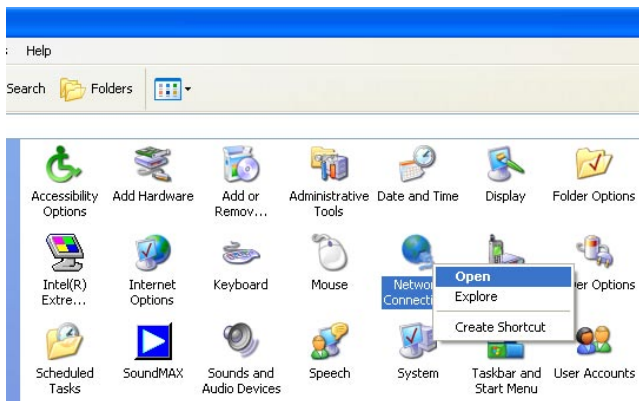 Help
Search Folders
Accessibility Options
Add Hardware
Add or Remov...
Administrative Tools
Date and Time
Display
Folder Options
Intel(R) Extre...
Internet Options
Keyboard
Mouse
Open
Explore
Create Shortcut
Options
Scheduled Tasks
SoundMAX
Sounds and Audio Devices
Speech
System
Taskbar and Start Menu
User Accounts